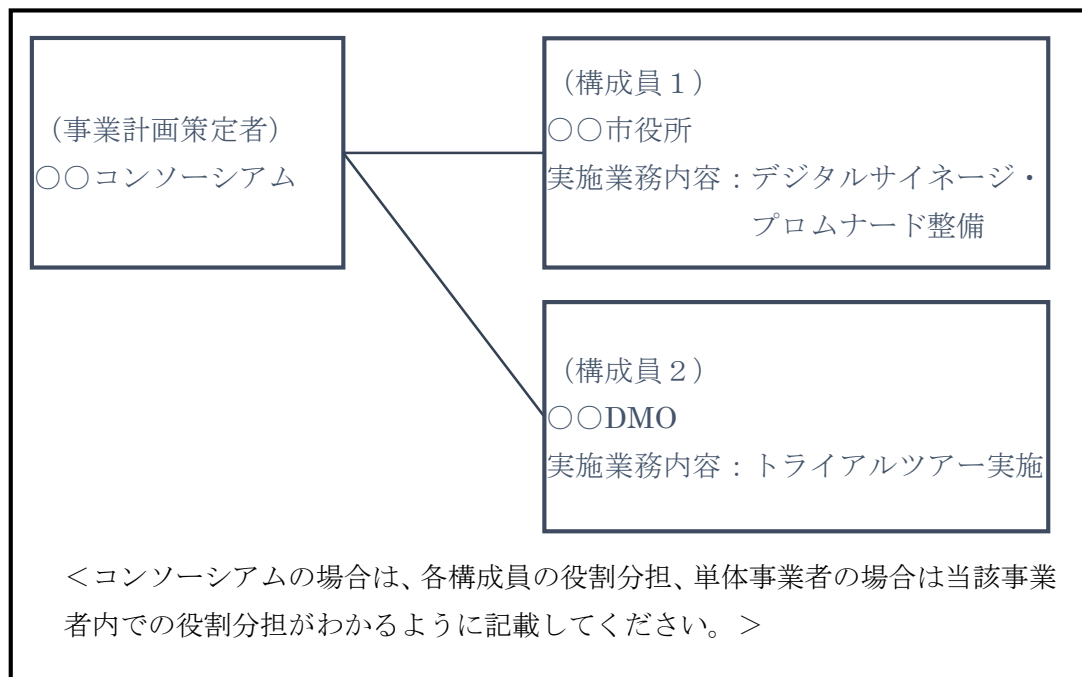 （事業計画策定者）
○○コンソーシアム
（構成員１）
○○市役所
実施業務内容：デジタルサイネージ・
プロムナード整備
（構成員２）
○○DMO
実施業務内容：トライアルツアー実施
＜コンソーシアムの場合は、各構成員の役割分担、単体事業者の場合は当該事業
者内での役割分担がわかるように記載してください。＞